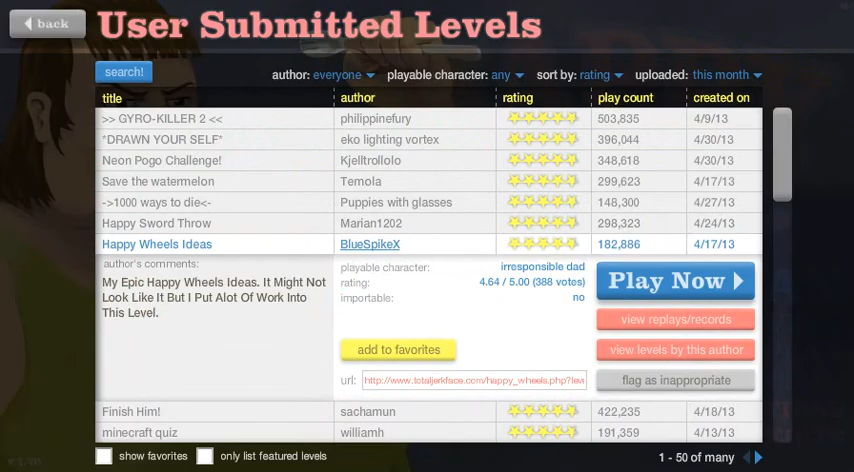 back
User Submitted Levels
search!
author: everyone playable character: any sort by: rating uploaded: this month
title author rating play count created on
>> GYRO-KILLER 2 << philippinefury 503,835 4/9/13
*DRAWN YOUR SELF* eko lighting vortex 396,044 4/30/13
Neon Pogo Challenge! Kjelltrollolo 348,618 4/30/13
Save the watermelon Temola 299,623 4/17/13
->1000 ways to die<- Puppies with glasses 148,300 4/27/13
Happy Sword Throw Marian1202 298,323 4/24/13
Happy Wheels Ideas BlueSpikeX 182,886 4/17/13
author's comments:
My Epic Happy Wheels Ideas. It Might Not
Look Like It But I Put Alot Of Work Into
This Level.
playable character: irresponsible dad
rating: 4.64 / 5.00 (388 votes)
importable: no
add to favorites
url: http://www.totaljerkface.com/happy_wheels.php?lev
Play Now
view replays/records
view levels by this author
flag as inappropriate
Finish Him! sachamun 422,235 4/18/13
minecraft quiz williamh 191,359 4/13/13
show favorites only list featured levels 1 - 50 of many